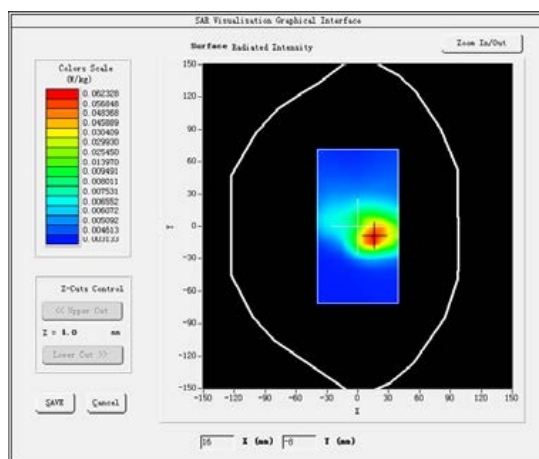 SAR Visualisation Graphical Interface
Surface Radiated Intensity
Zoom In/Out
Colors Scale
(W/kg)
0.062328
0.056848
0.048368
0.045889
0.030409
0.029930
0.025450
0.013970
0.009491
0.008011
0.007531
0.006552
0.006072
0.005092
0.004613
0.003133
Z-Cuts Control
<< Upper Cut
Z = 4.0 mm
Lower Cut >>
SAVE
Cancel
150
120
90
60
30
0
-30
-60
-90
-120
-150
Y
-150 -120 -90 -60 -30 0 30 60 90 120 150
X
16 X (mm) -8 Y (mm)